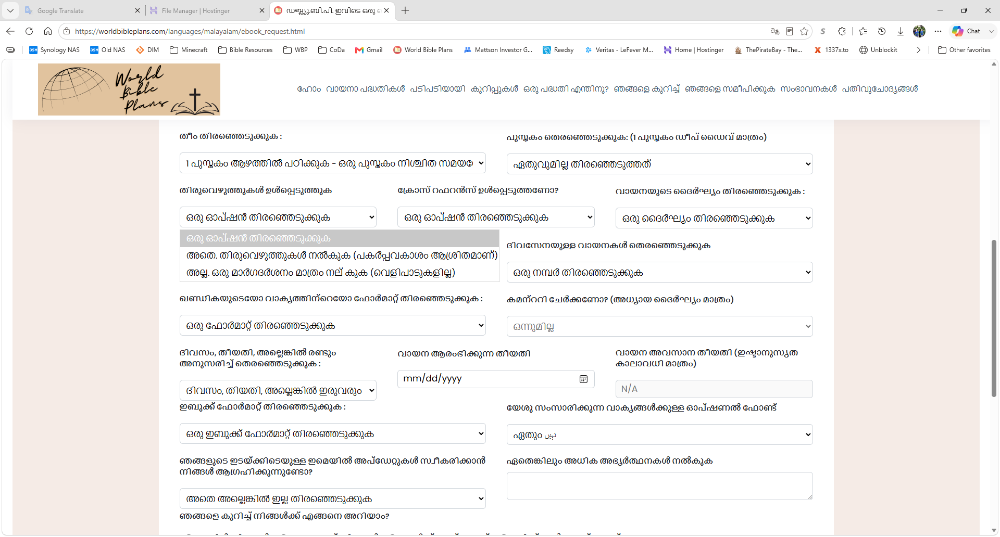 Google Translate
File Manager | Hostinger
ഡബ്ല്യു.ബി.പി. ഇവിടെ ഒരു
https://worldbibleplans.com/languages/malayalam/ebook_request.html
Chat
Synology NAS
Old NAS
DIM
Minecraft
Bible Resources
WBP
CoDa
Gmail
World Bible Plans
Mattson Investor G...
Reedsy
Veritas - LeFever M...
Home | Hostinger
ThePirateBay - The...
1337x.to
Unblockit
Other favorites
World
Bible
Plans
ഹോം വായനാ പദ്ധതികൾ പടിപടിയായി കുറിപ്പുകൾ ഒരു പദ്ധതി എന്തിനു? ഞങ്ങളെ കുറിച്ച് ഞങ്ങളെ സമീപിക്കുക സംഭാവനകൾ പതിവുചോദ്യങ്ങൾ
തീം തിരഞ്ഞെടുക്കുക :
പുസ്തകം തെരഞ്ഞെടുക്കുക: (1 പുസ്തകം ഡീപ് ഡൈവ് മാത്രം)
1 പുസ്തകം ആഴത്തിൽ പഠിക്കുക - ഒരു പുസ്തകം നിശ്ചിത
ഏതുവുമില്ല തിരഞ്ഞെടുത്തത്
തിരുവെഴുത്തുകൾ ഉൾപ്പെടുത്തുക
ക്രോസ് റഫറൻസ് ഉൾപ്പെടുത്തണോ?
വായനയുടെ ദൈർഘ്യം തിരഞ്ഞെടുക്കുക :
ഒരു ഓപ്ഷൻ തിരഞ്ഞെടുക്കുക
ഒരു ഓപ്ഷൻ തിരഞ്ഞെടുക്കുക
ഒരു ദൈർഘ്യം തിരഞ്ഞെടുക്കുക
ഒരു ഓപ്ഷൻ തിരഞ്ഞെടുക്കുക
അതെ. തിരുവെഴുത്തുകൾ നൽകുക (പകർപ്പവകാശം ആശ്രിതമാണ്)
അല്ല. ഒരു മാർഗദർശനം മാത്രം നല് കുക (വെളിപാടുകളില്ല)
ദിവസേനയുള്ള വായനകൾ തെരഞ്ഞെടുക്കുക
ഒരു നമ്പർ തിരഞ്ഞെടുക്കുക
ഖണ്ഡികയുടെയോ വാക്യത്തിന്റെയോ ഫോർമാറ്റ് തിരഞ്ഞെടുക്കുക :
കമന്ററി ചേർക്കണോ? (അധ്യായ ദൈർഘ്യം മാത്രം)
ഒരു ഫോർമാറ്റ് തിരഞ്ഞെടുക്കുക
ഒന്നുമില്ല
ദിവസം, തീയതി, അല്ലെങ്കിൽ രണ്ടും
അനുസരിച്ച് തെരഞ്ഞെടുക്കുക :
വായന ആരംഭിക്കുന്ന തീയതി
വായന അവസാന തീയതി (ഇഷ്ടാനുസൃത
കാലാവധി മാത്രം)
ദിവസം, തിയതി, അല്ലെങ്കിൽ ഇരുവരും
mm/dd/yyyy
N/A
ഇബുക്ക് ഫോർമാറ്റ് തിരഞ്ഞെടുക്കുക :
യേശു സംസാരിക്കുന്ന വാക്യങ്ങൾക്കുള്ള ഓപ്ഷണൽ ഫോണ്ട്
ഒരു ഇബുക്ക് ഫോർമാറ്റ് തിരഞ്ഞെടുക്കുക
ഏതും نہیں
ഞങ്ങളുടെ ഇടയ്ക്കിടെയുള്ള ഇമെയിൽ അപ്ഡേറ്റുകൾ സ്വീകരിക്കാൻ
നിങ്ങൾ ആഗ്രഹിക്കുന്നുണ്ടോ?
ഏതെങ്കിലും അധിക അഭ്യർത്ഥനകൾ നൽകുക
അതെ അല്ലെങ്കിൽ ഇല്ല തിരഞ്ഞെടുക്കുക
ഞങ്ങളെ കുറിച്ച് നിങ്ങൾക്ക് എങ്ങനെ അറിയാം?